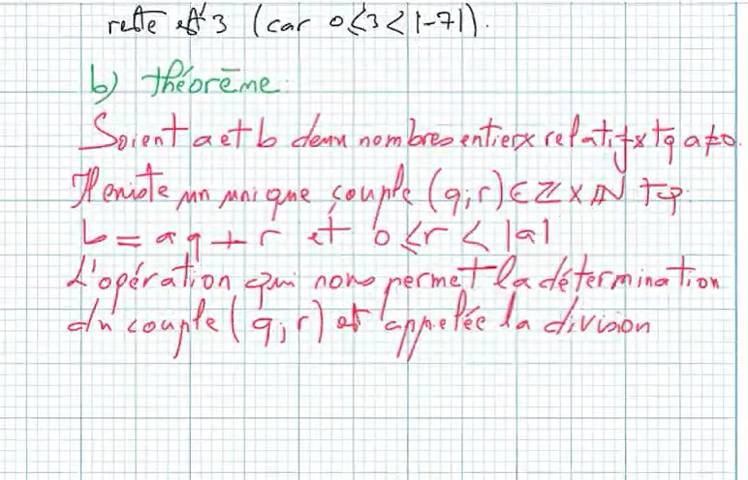 reste est 3 (car 0⩽3<|-7|).
b) théorème:
Soient a et b deux nombres entiers relatifs tq a≠0.
Il existe un unique couple (q;r)∈ℤ×ℕ tq:
b = aq + r et 0⩽r<|a|
L'opération qui nous permet la détermination
du couple (q,r) est appelée la division